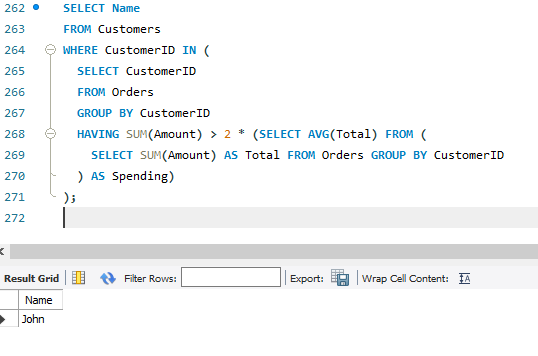 262 SELECT Name
263 FROM Customers
264 WHERE CustomerID IN (
265 SELECT CustomerID
266 FROM Orders
267 GROUP BY CustomerID
268 HAVING SUM(Amount) > 2 * (SELECT AVG(Total) FROM (
269 SELECT SUM(Amount) AS Total FROM Orders GROUP BY CustomerID
270 ) AS Spending)
271 );
272
Result Grid Filter Rows: Export: Wrap Cell Content: IA
Name
John